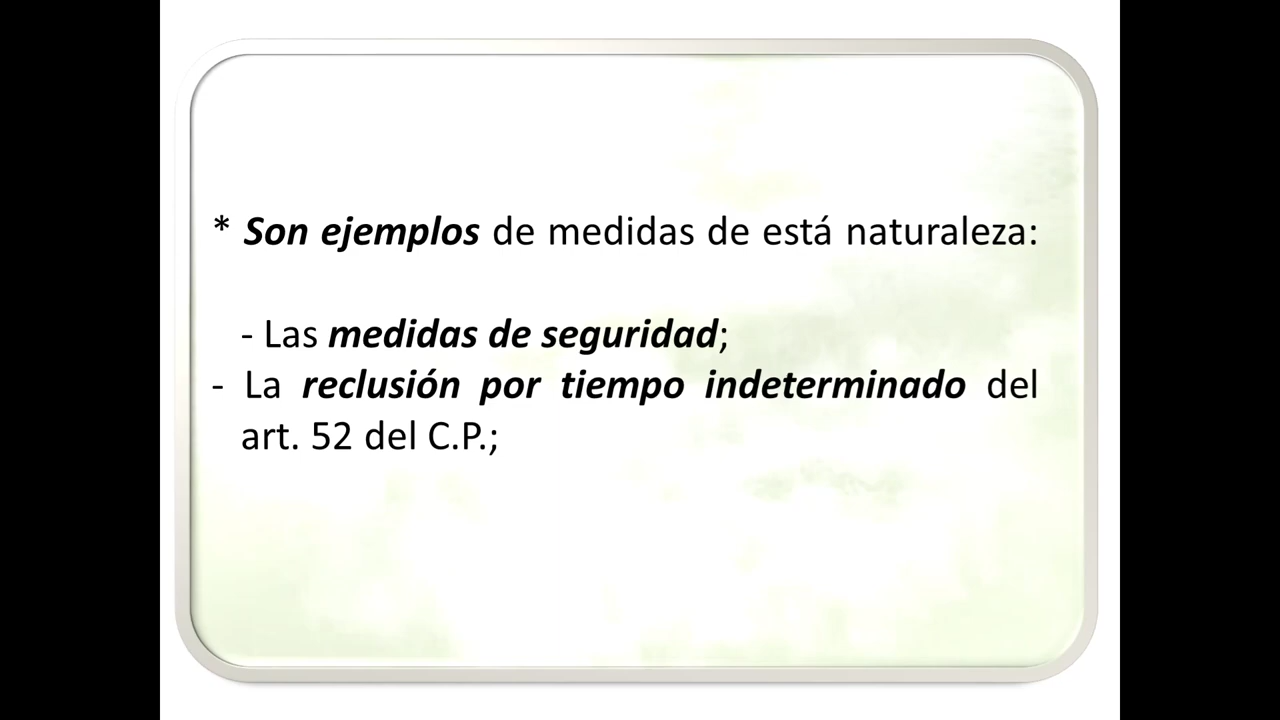 * Son ejemplos de medidas de está naturaleza:
- Las medidas de seguridad;
- La reclusión por tiempo indeterminado del
art. 52 del C.P.;